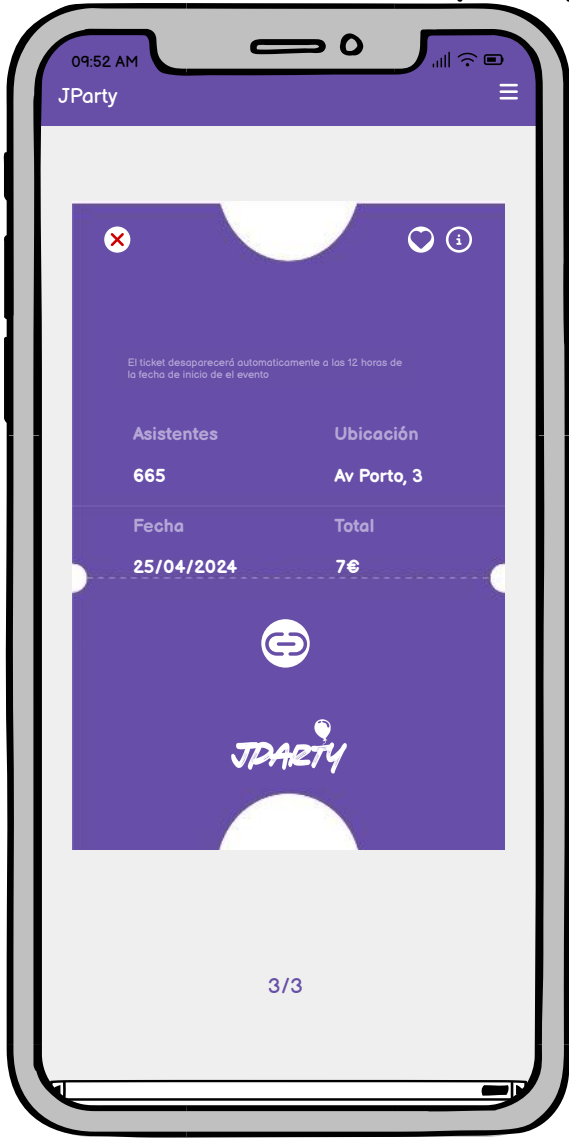 09:52 AM
JParty
El ticket desapareceró automaticamente a las 12 horas de
la fecha de inicio de el evento
Asistentes
Ubicación
665
Av Porto, 3
Fecha
Total
25/04/2024
7€
JPARTY
3/3